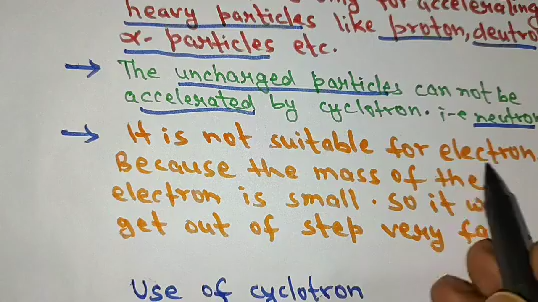 for accelerating
heavy particles like proton, deutro
α- particles etc.
→ The uncharged particles can not be
accelerated by cyclotron. i-e neutron
→ It is not suitable for electron
Because the mass of the
electron is small. so it
get out of step very
Use of cyclotron